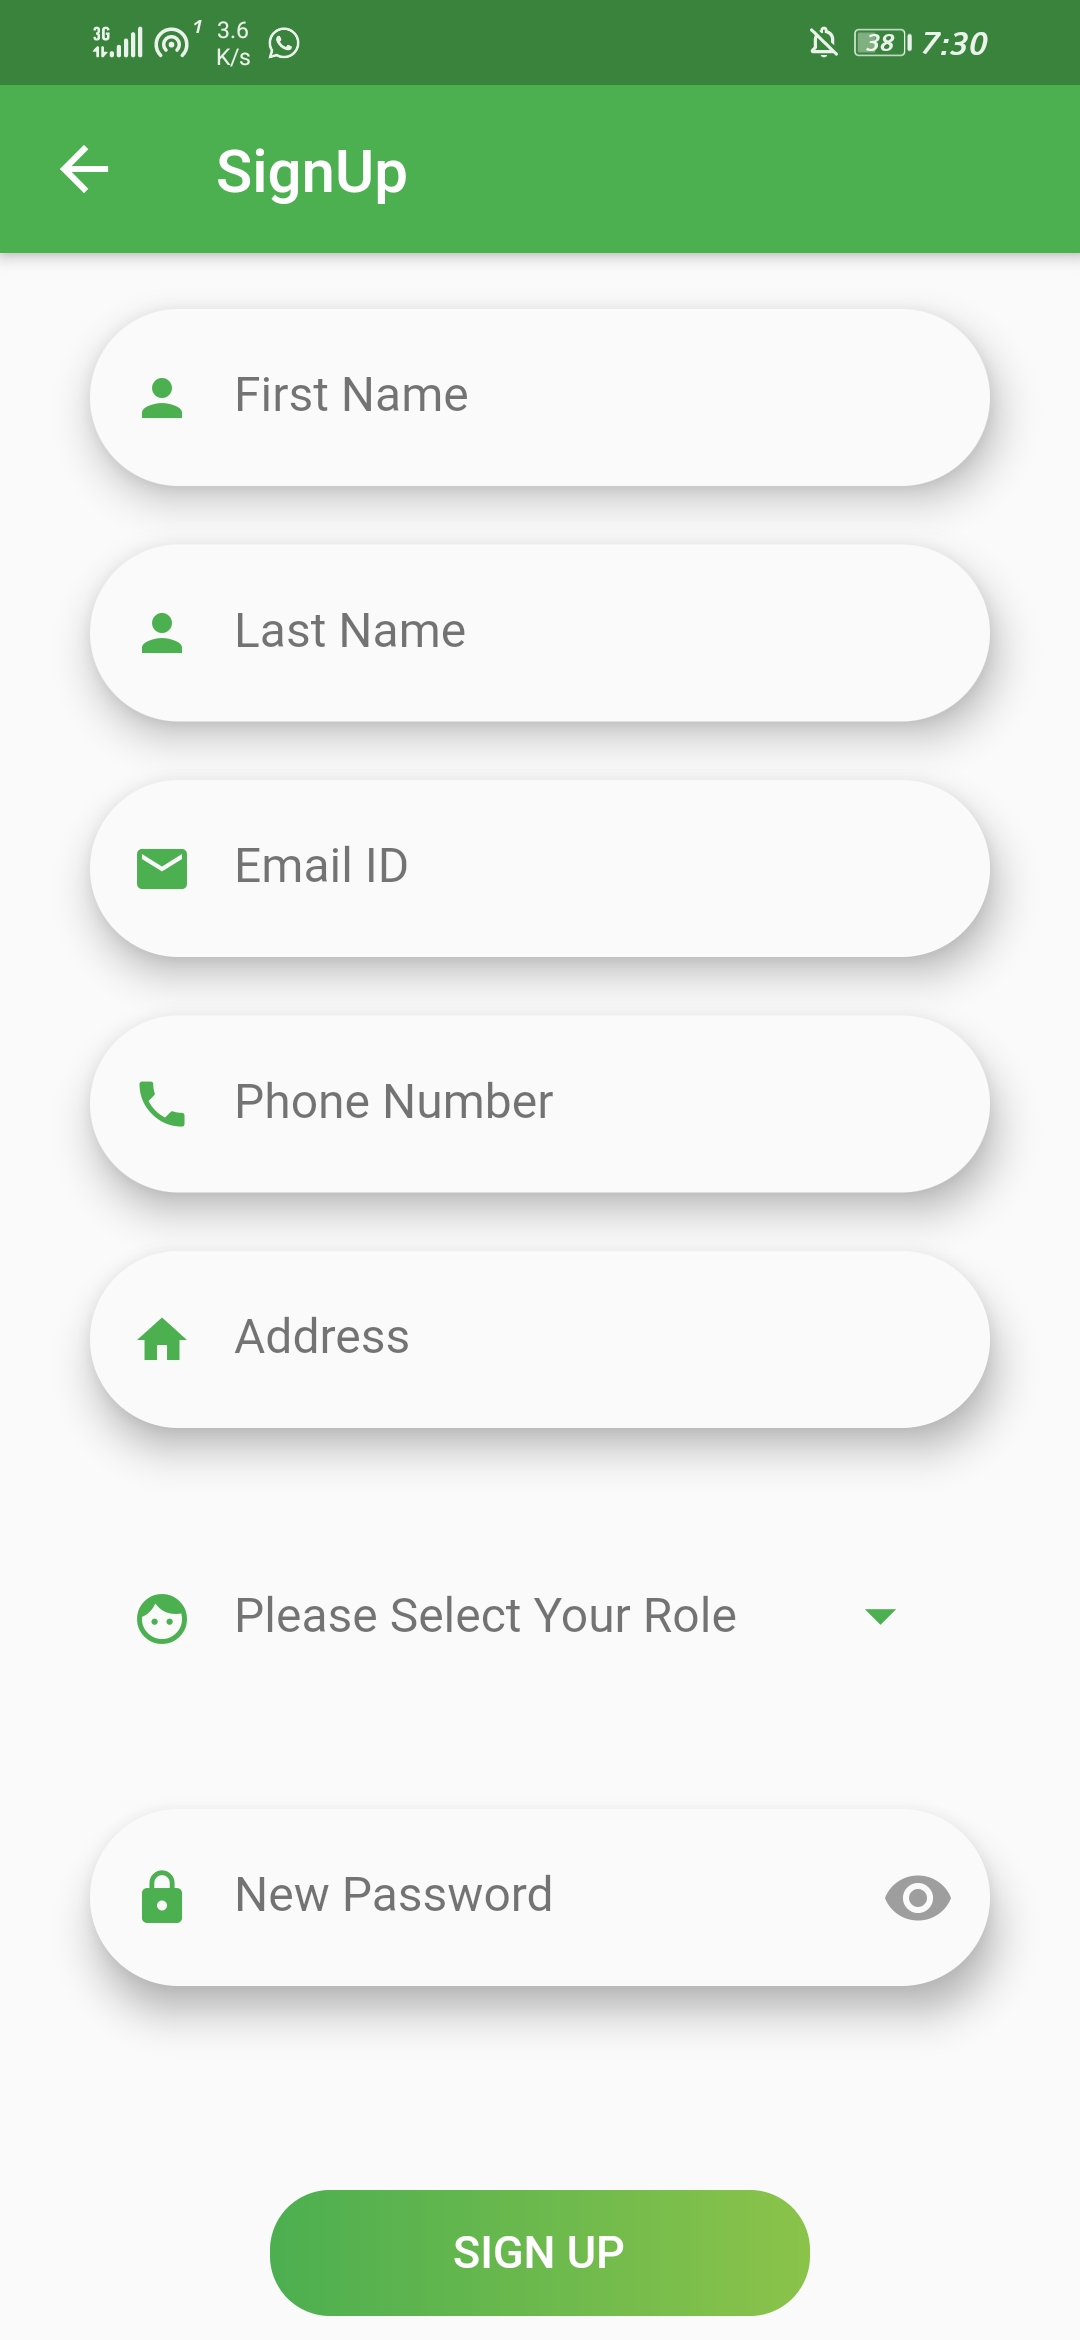 3G 1 3.6 K/s 38 7:30
SignUp
First Name
Last Name
Email ID
Phone Number
Address
Please Select Your Role
New Password
SIGN UP